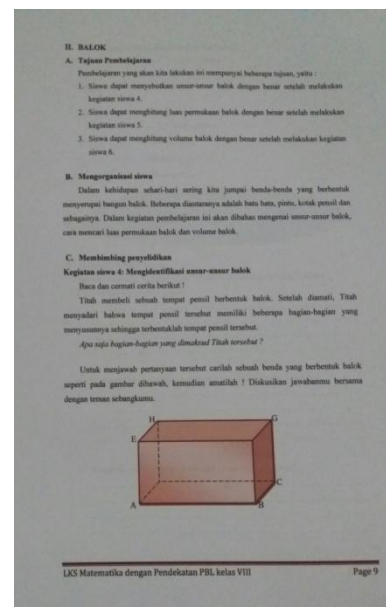 II. BALOK
A. Tujuan Pembelajaran
Pembelajaran yang akan kita lakukan ini mempunyai beberapa tujuan, yaitu :
1. Siswa dapat menyebutkan unsur-unsur balok dengan benar setelah melakukan
kegiatan siswa 4.
2. Siswa dapat menghitung luas permukaan balok dengan benar setelah melakukan
kegiatan siswa 5.
3. Siswa dapat menghitung volume balok dengan benar setelah melakukan kegiatan
siswa 6.
B. Mengorganisasi siswa
Dalam kehidupan sehari-hari sering kita jumpai benda-benda yang berbentuk
menyerupai bangun balok. Beberapa diantaranya adalah batu bata, pintu, kotak pensil dan
sebagainya. Dalam kegiatan pembelajaran ini akan dibahas mengenai unsur-unsur balok,
cara mencari luas permukaan balok dan volume balok.
C. Membimbing penyelidikan
Kegiatan siswa 4: Mengidentifikasi unsur-unsur balok
Baca dan cermati cerita berikut !
Titah membeli sebuah tempat pensil berbentuk balok. Setelah diamati, Titah
menyadari bahwa tempat pensil tersebut memiliki beberapa bagian-bagian yang
menyusunnya sehingga terbentuklah tempat pensil tersebut.
Apa saja bagian-bagian yang dimaksud Titah tersebut ?
Untuk menjawab pertanyaan tersebut carilah sebuah benda yang berbentuk balok
seperti pada gambar dibawah, kemudian amatilah ! Diskusikan jawabanmu bersama
dengan teman sebangkumu.
H G
E
C
A B
LKS Matematika dengan Pendekatan PBL kelas VIII Page 9